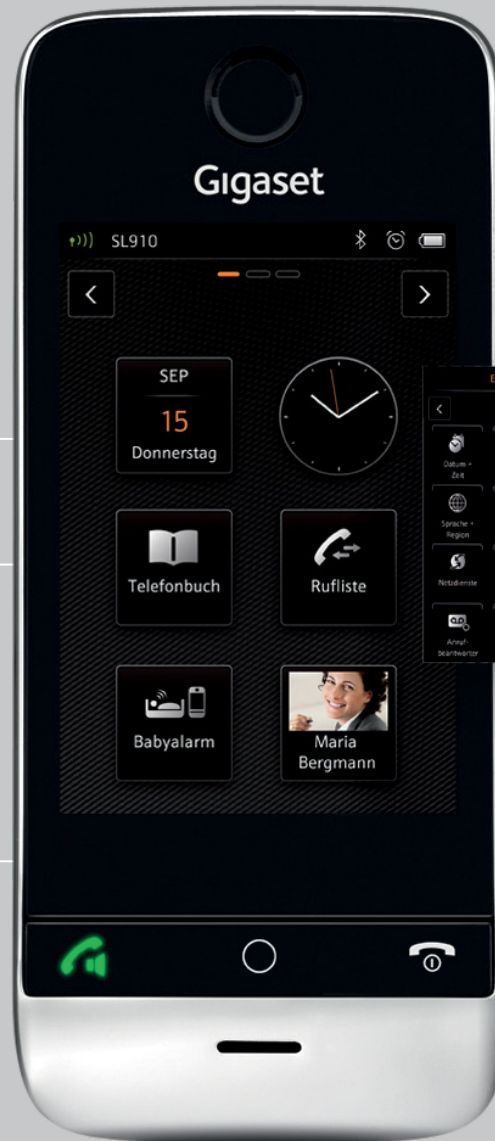 Gigaset
SL910
SEP
15
Donnerstag
Telefonbuch
Rufliste
Babyalarm
Maria
Bergmann
Datum +
Zeit
Sprache +
Region
Netzdienste
Anruf-
beantworter